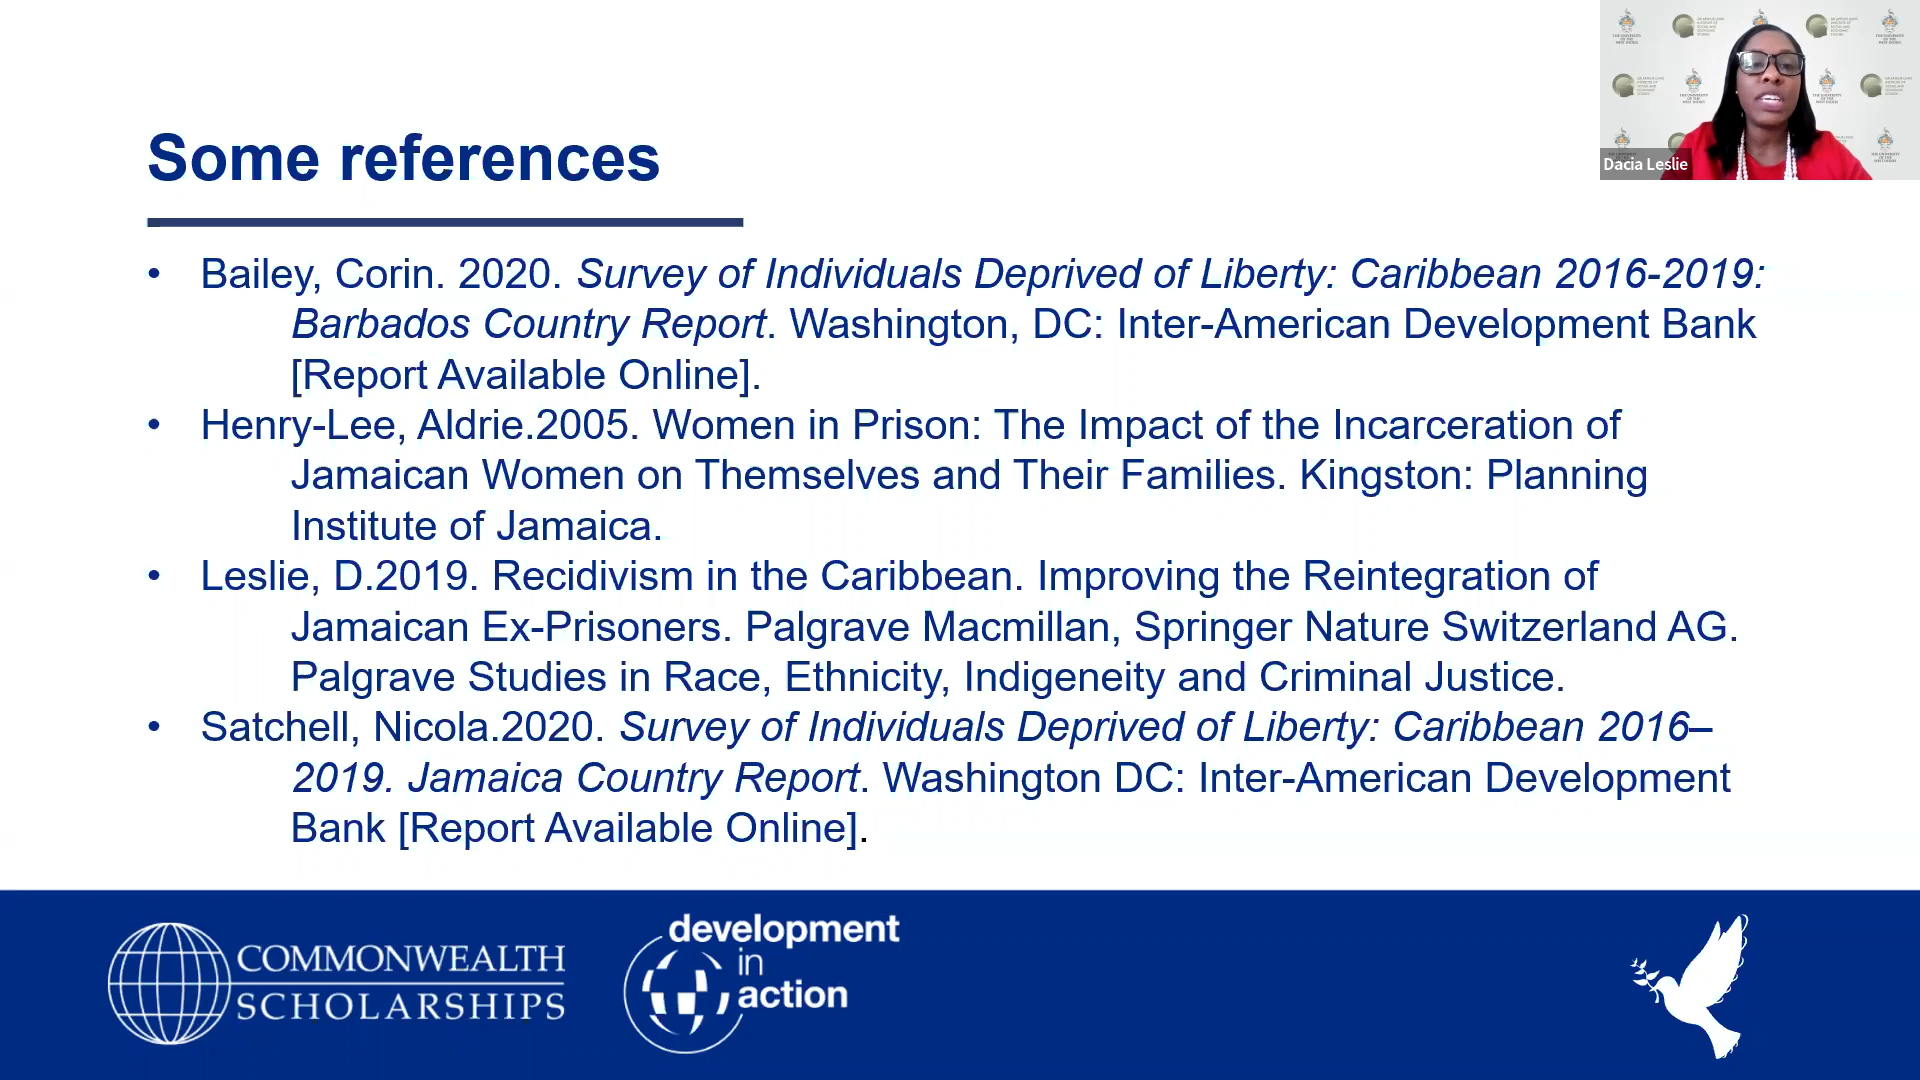 Some references
• Bailey, Corin. 2020. Survey of Individuals Deprived of Liberty: Caribbean 2016-2019:
Barbados Country Report. Washington, DC: Inter-American Development Bank
[Report Available Online].
• Henry-Lee, Aldrie.2005. Women in Prison: The Impact of the Incarceration of
Jamaican Women on Themselves and Their Families. Kingston: Planning
Institute of Jamaica.
• Leslie, D.2019. Recidivism in the Caribbean. Improving the Reintegration of
Jamaican Ex-Prisoners. Palgrave Macmillan, Springer Nature Switzerland AG.
Palgrave Studies in Race, Ethnicity, Indigeneity and Criminal Justice.
• Satchell, Nicola.2020. Survey of Individuals Deprived of Liberty: Caribbean 2016–
2019. Jamaica Country Report. Washington DC: Inter-American Development
Bank [Report Available Online].
Dacia Leslie
COMMONWEALTH
SCHOLARSHIPS
development
in
action